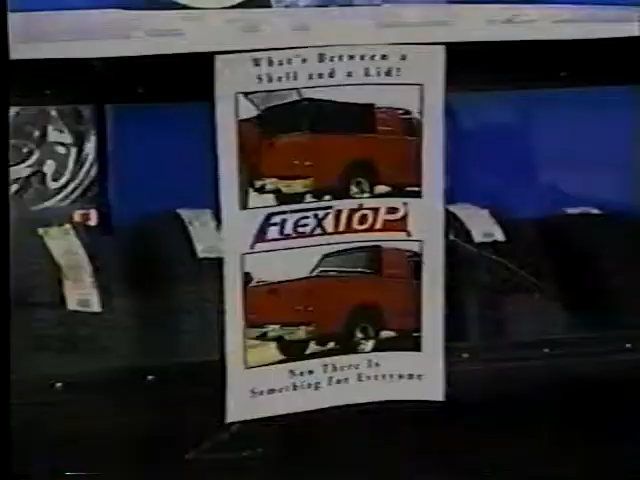 What's Between a
Shell and a Lid?
FLEXTOP
Now There Is
Something For Everyone